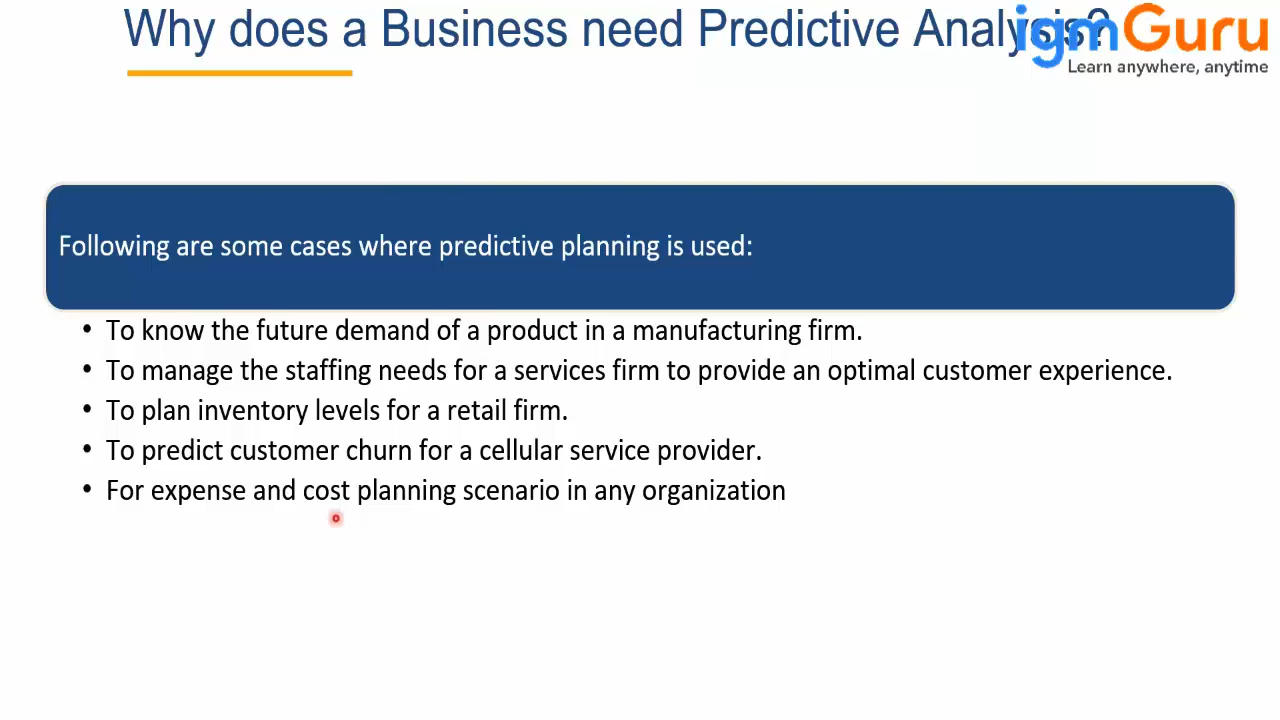 Why does a Business need Predictive Analysis?
igmGuru
Learn anywhere, anytime
Following are some cases where predictive planning is used:
• To know the future demand of a product in a manufacturing firm.
• To manage the staffing needs for a services firm to provide an optimal customer experience.
• To plan inventory levels for a retail firm.
• To predict customer churn for a cellular service provider.
• For expense and cost planning scenario in any organization